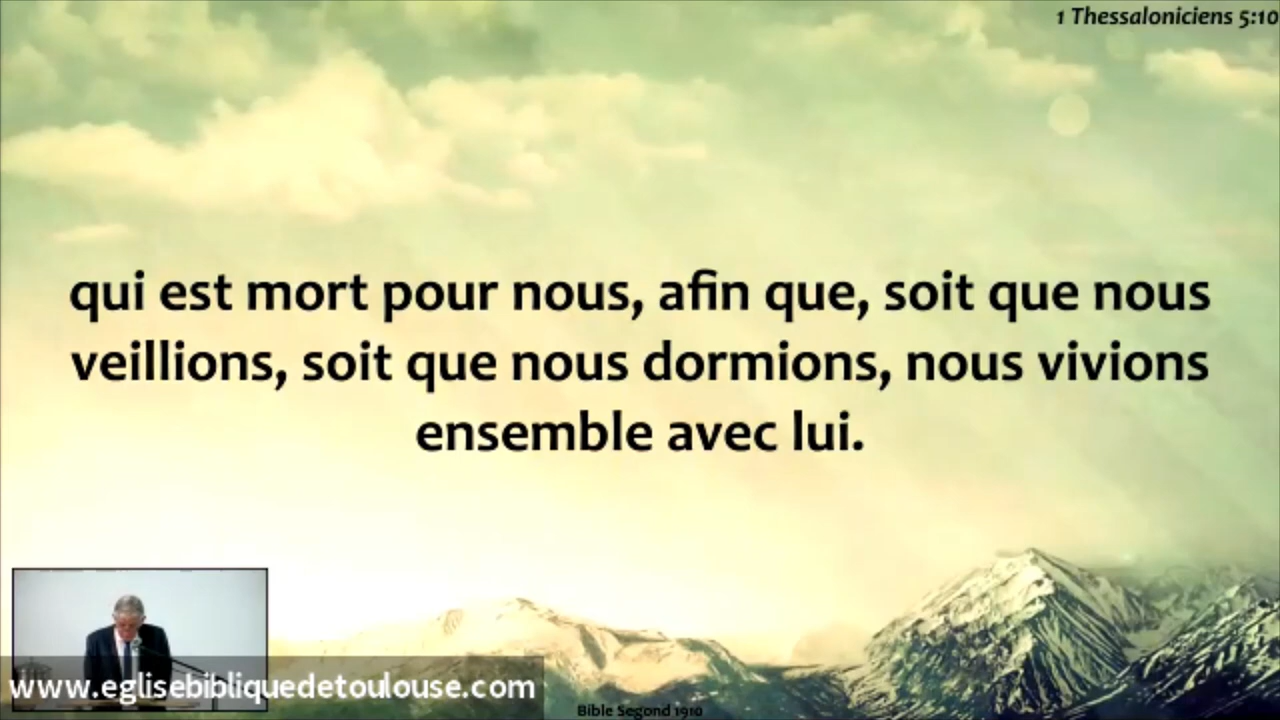 1 Thessaloniciens 5:10
qui est mort pour nous, afin que, soit que nous
veillions, soit que nous dormions, nous vivions
ensemble avec lui.
www.eglisebibliquedetoulouse.com
Bible Segond 1910